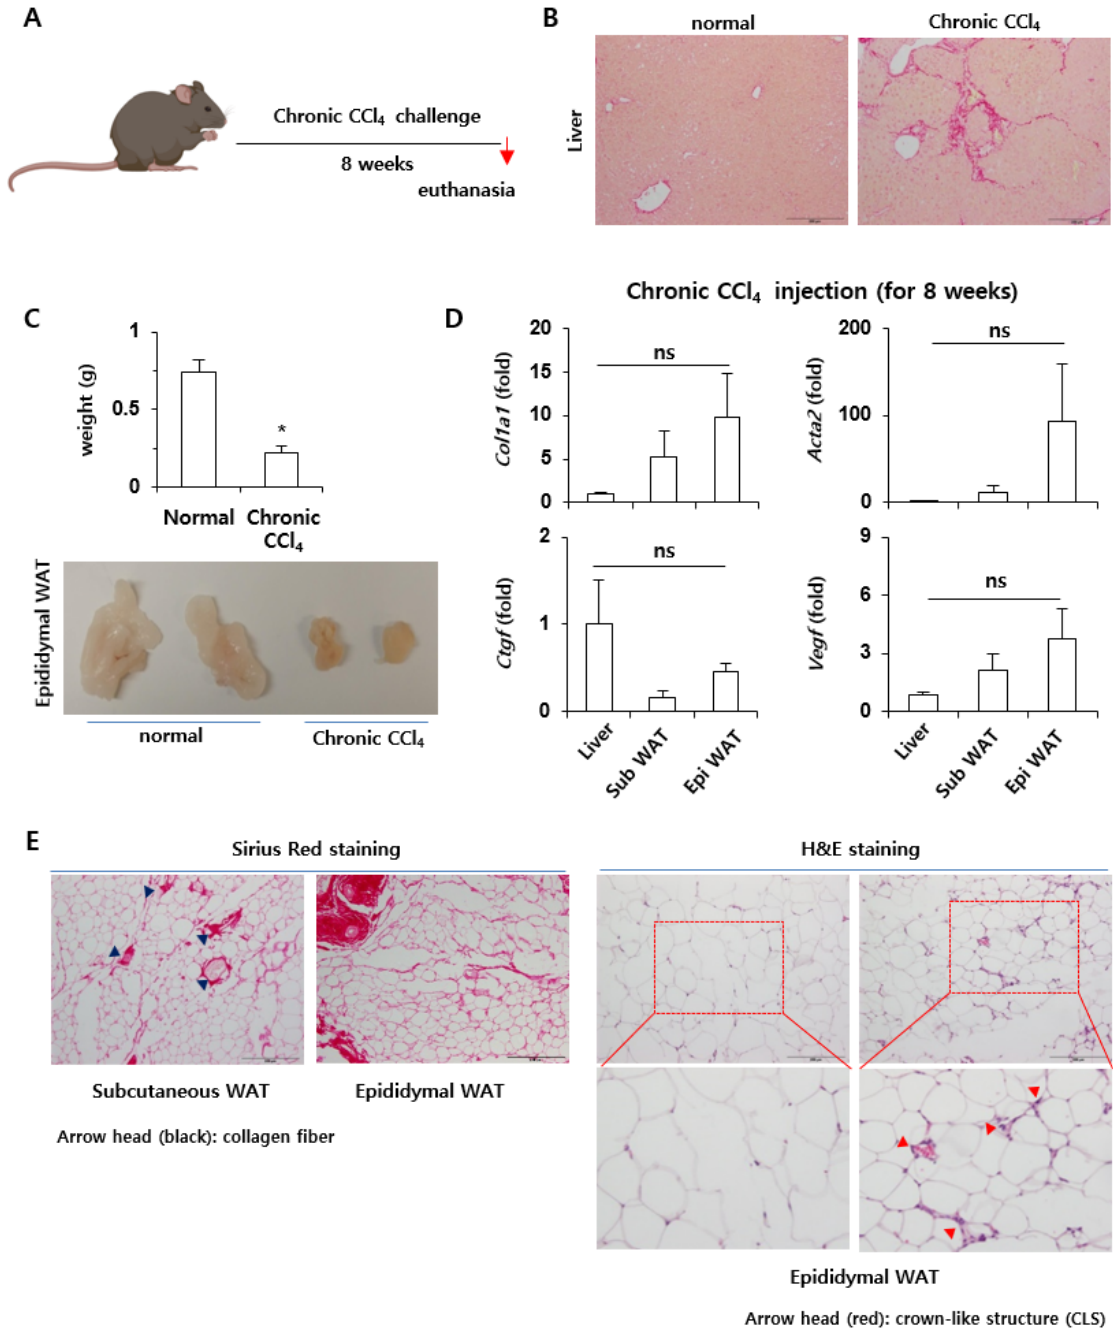 A
Chronic CCl₄ challenge
8 weeks
euthanasia
B
normal
Chronic CCl₄
Liver
C
1
0.5
0
weight (g)
Normal
Chronic
CCl₄
*
Epididymal WAT
normal
Chronic CCl₄
D
Chronic CCl₄ injection (for 8 weeks)
20
15
10
5
0
Col1a1 (fold)
ns
200
100
0
Acta2 (fold)
ns
2
1
0
Ctgf (fold)
ns
Liver
Sub WAT
Epi WAT
9
6
3
0
Vegf (fold)
ns
Liver
Sub WAT
Epi WAT
E
Sirius Red staining
H&E staining
Subcutaneous WAT
Epididymal WAT
Arrow head (black): collagen fiber
Epididymal WAT
Arrow head (red): crown-like structure (CLS)